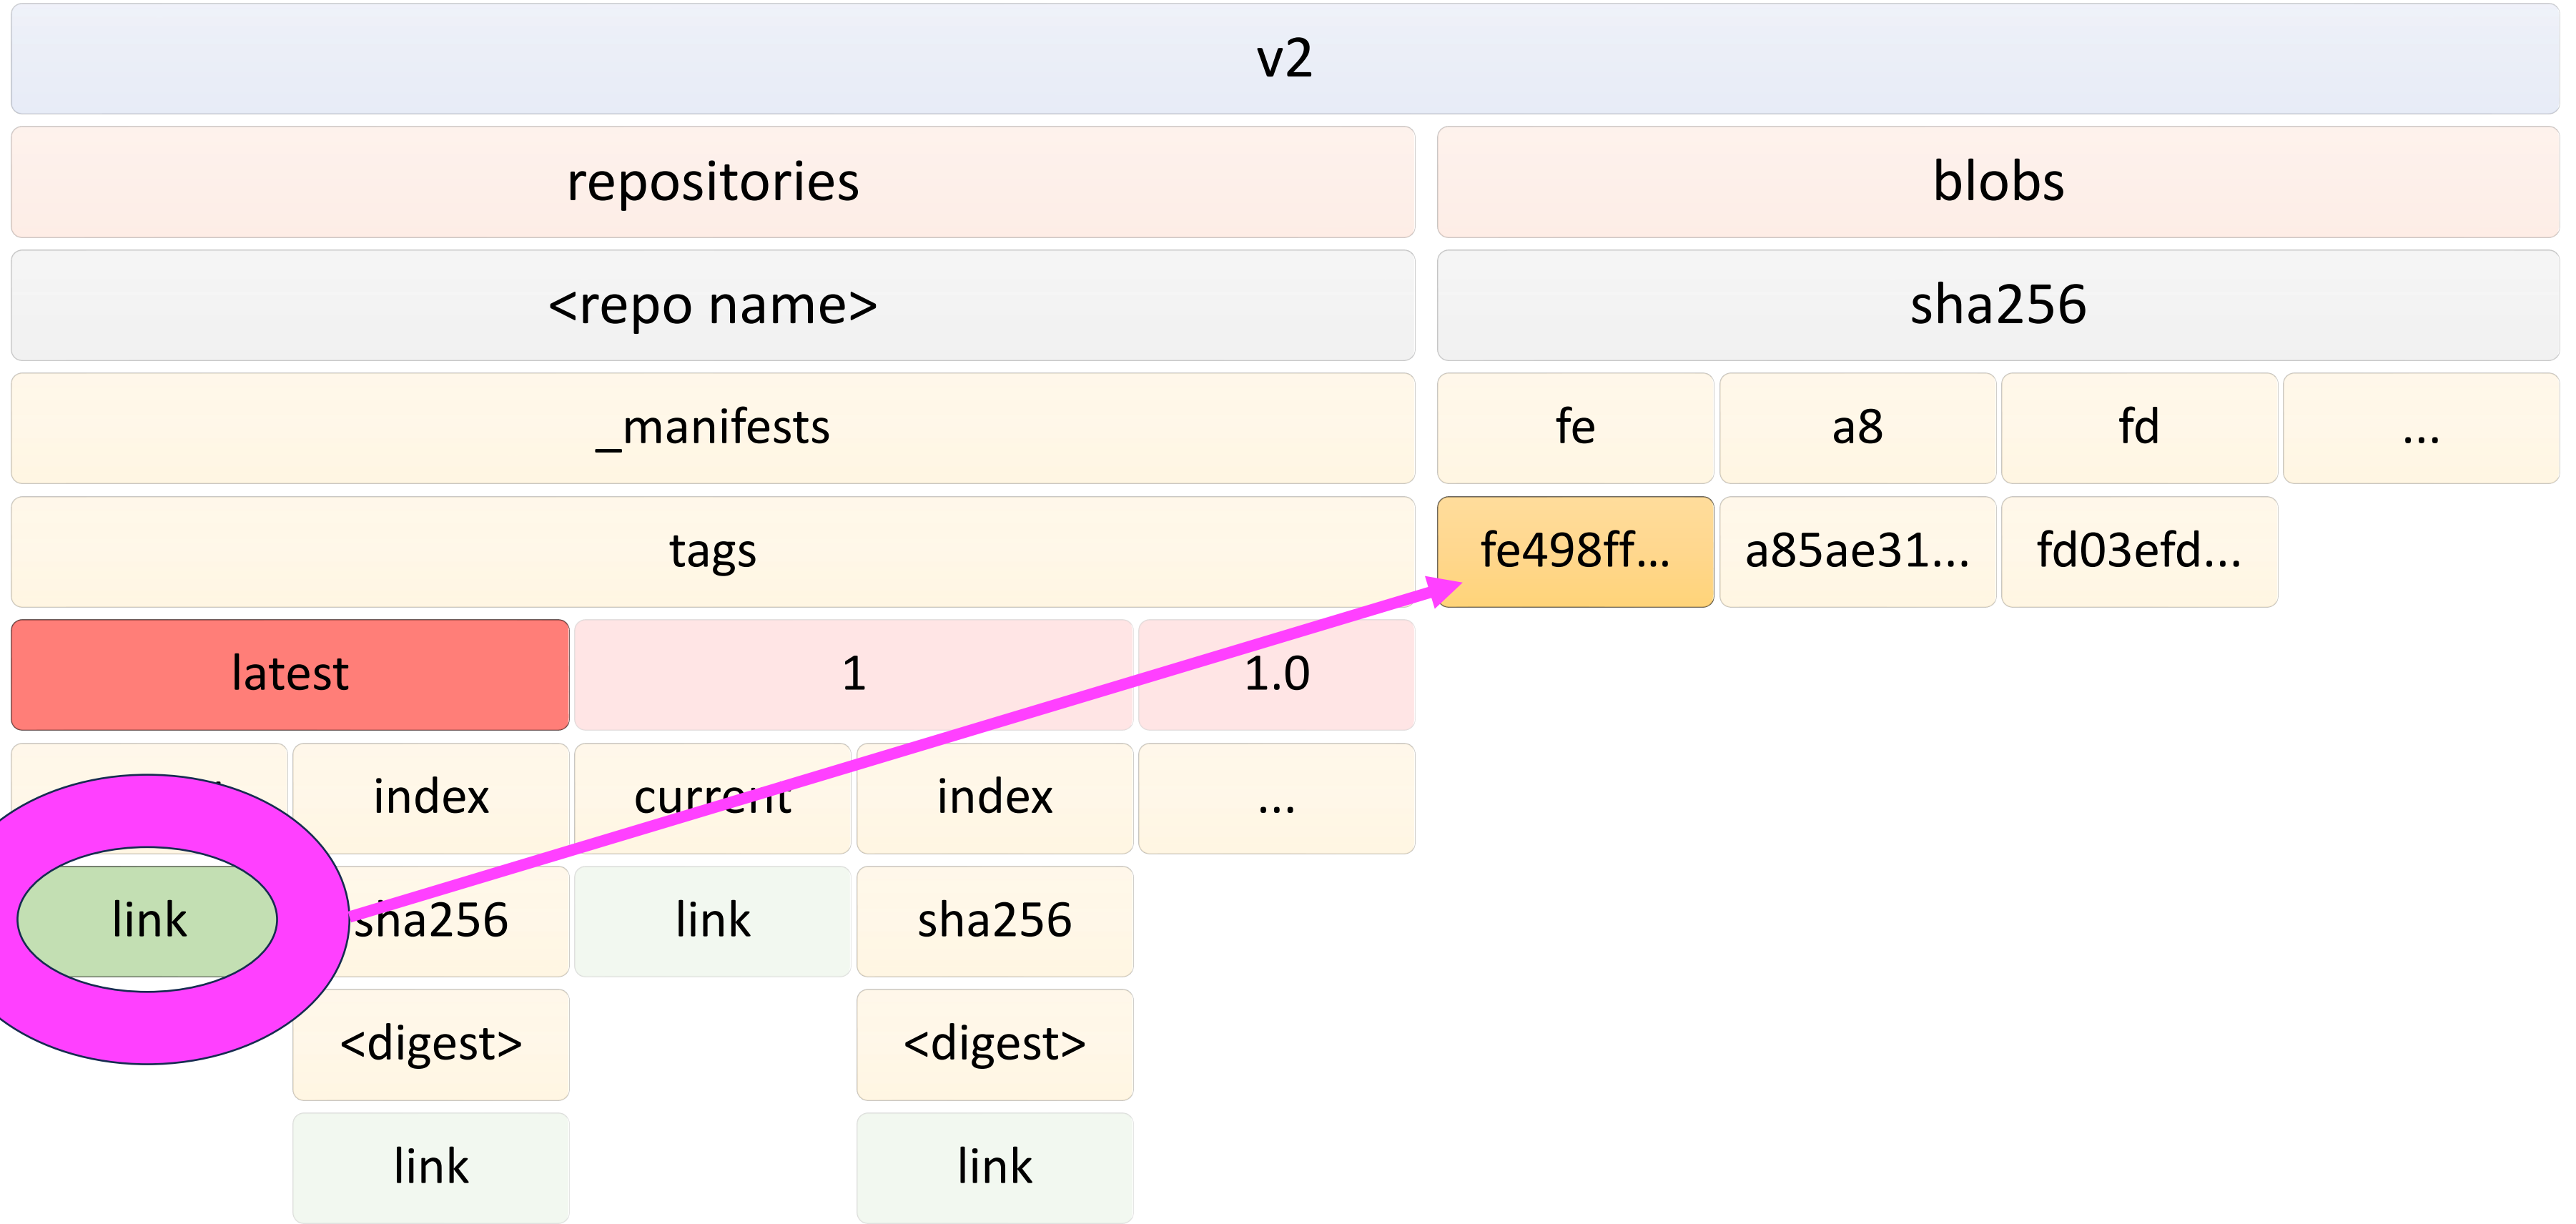 v2
repositories
blobs
<repo name>
sha256
_manifests
fe
a8
fd
...
tags
fe498ff...
a85ae31...
fd03efd...
latest
1
1.0
index
current
index
...
link
sha256
link
sha256
<digest>
<digest>
link
link